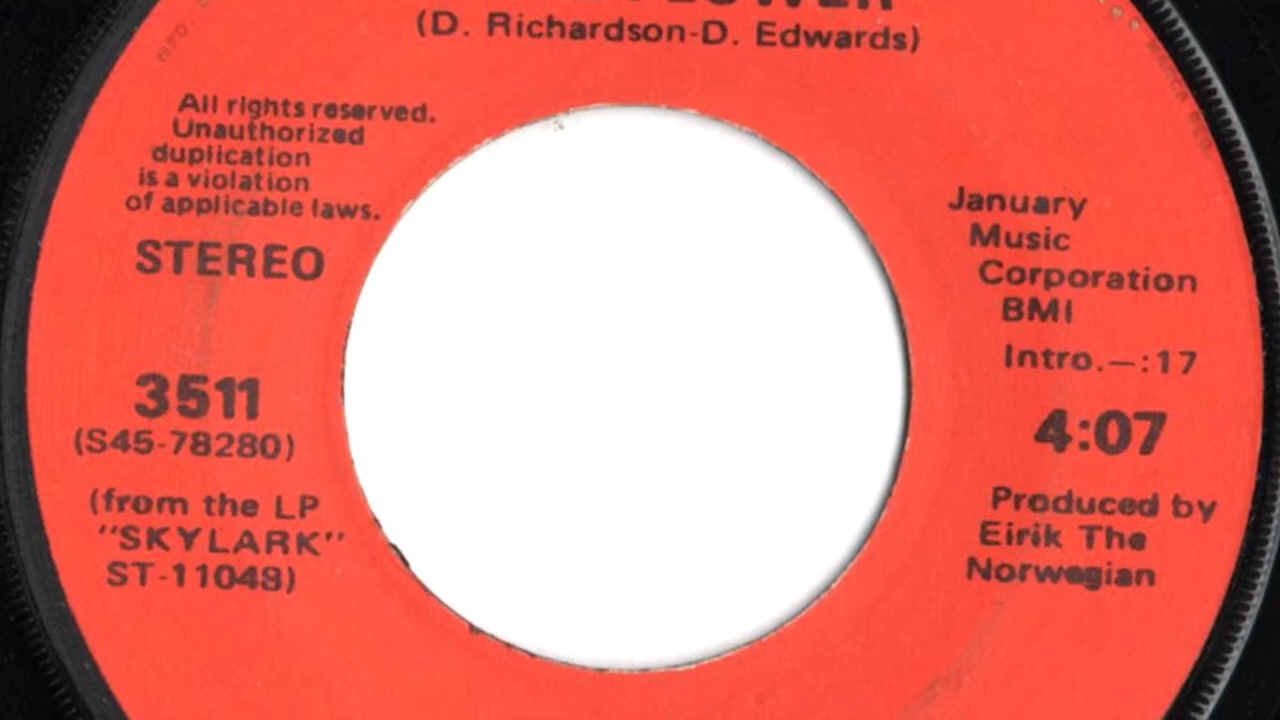 (D. Richardson-D. Edwards)
All rights reserved.
Unauthorized
duplication
is a violation
of applicable laws.
STEREO
3511
(S45-78280)
(from the LP
"SKYLARK"
ST-11048)
January
Music
Corporation
BMI
Intro.—:17
4:07
Produced by
Eirik The
Norwegian